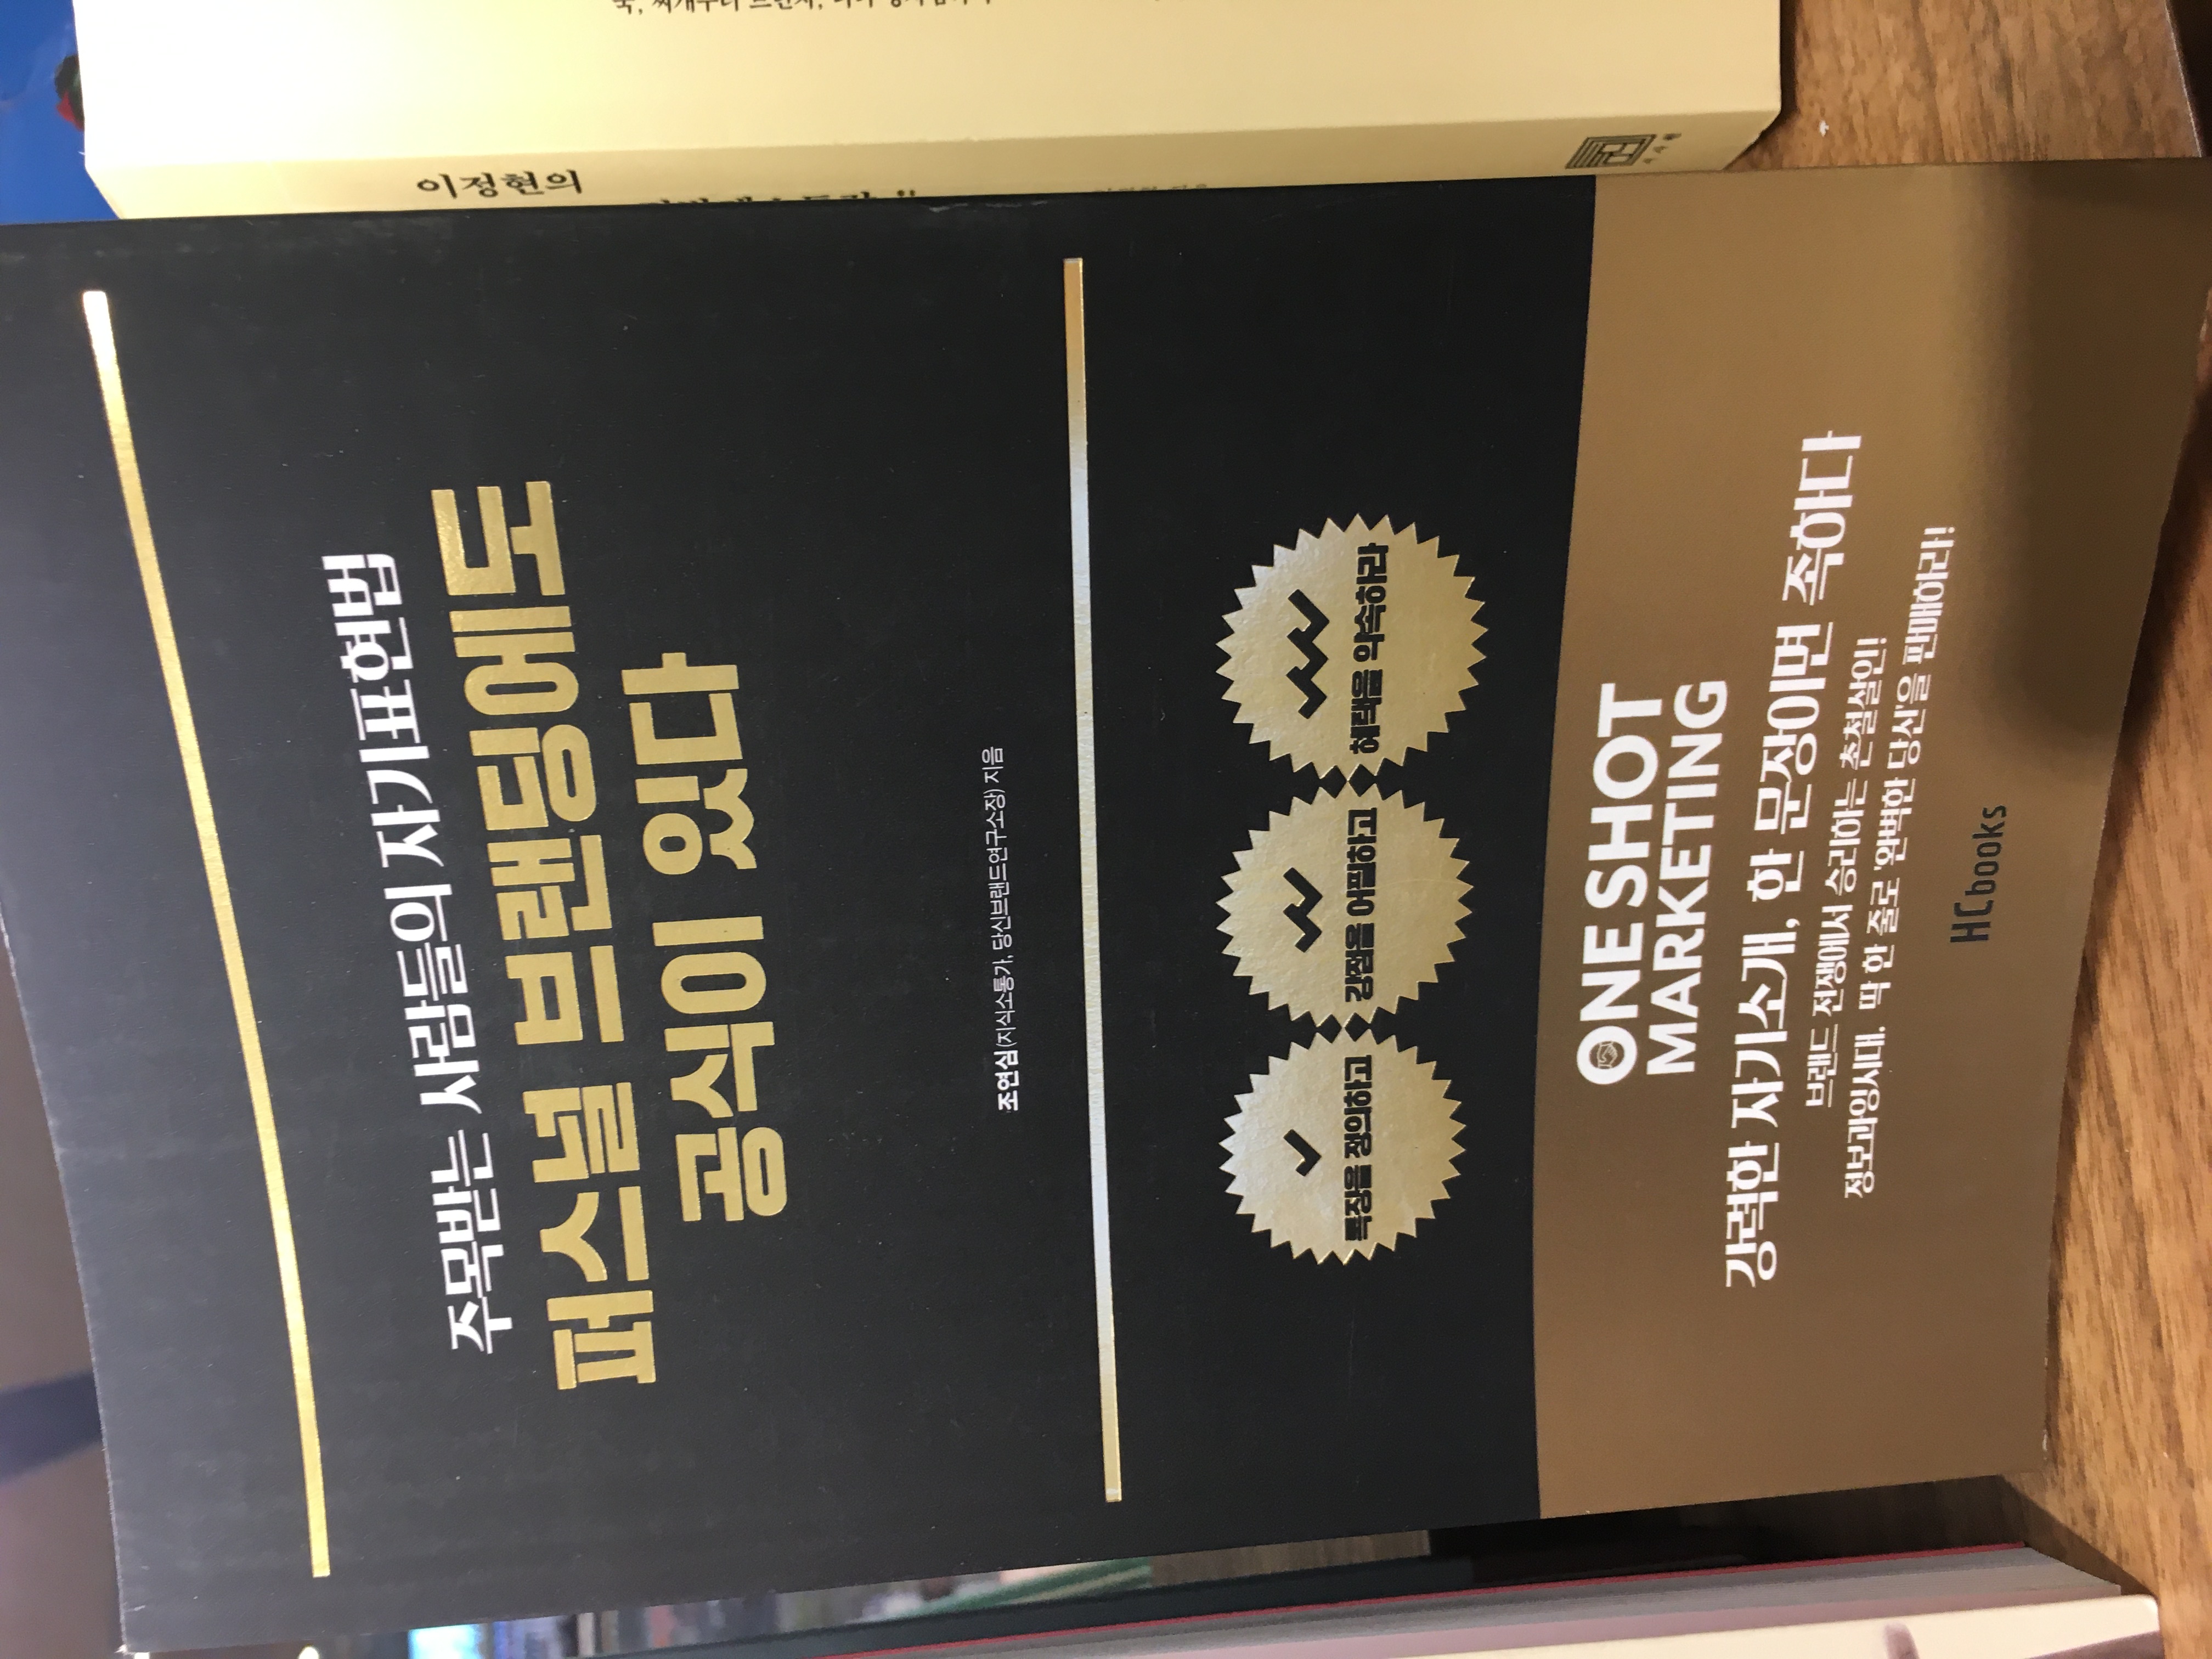 주목받는 사람들의 자기표현법
퍼스널 브랜딩에도
공식이 있다
조연심(지식소통가, 당신브랜드연구소장) 지음
특장을 정의하고
강점을 어필하고
혜택을 약속하라
ONE SHOT
MARKETING
강력한 자기소개, 한 문장이면 족하다
브랜드 전쟁에서 승리하는 촌철살인!
정보과잉시대. 딱 한 줄로 '완벽한 당신'을 판매하라!
HCbooks
이정현의